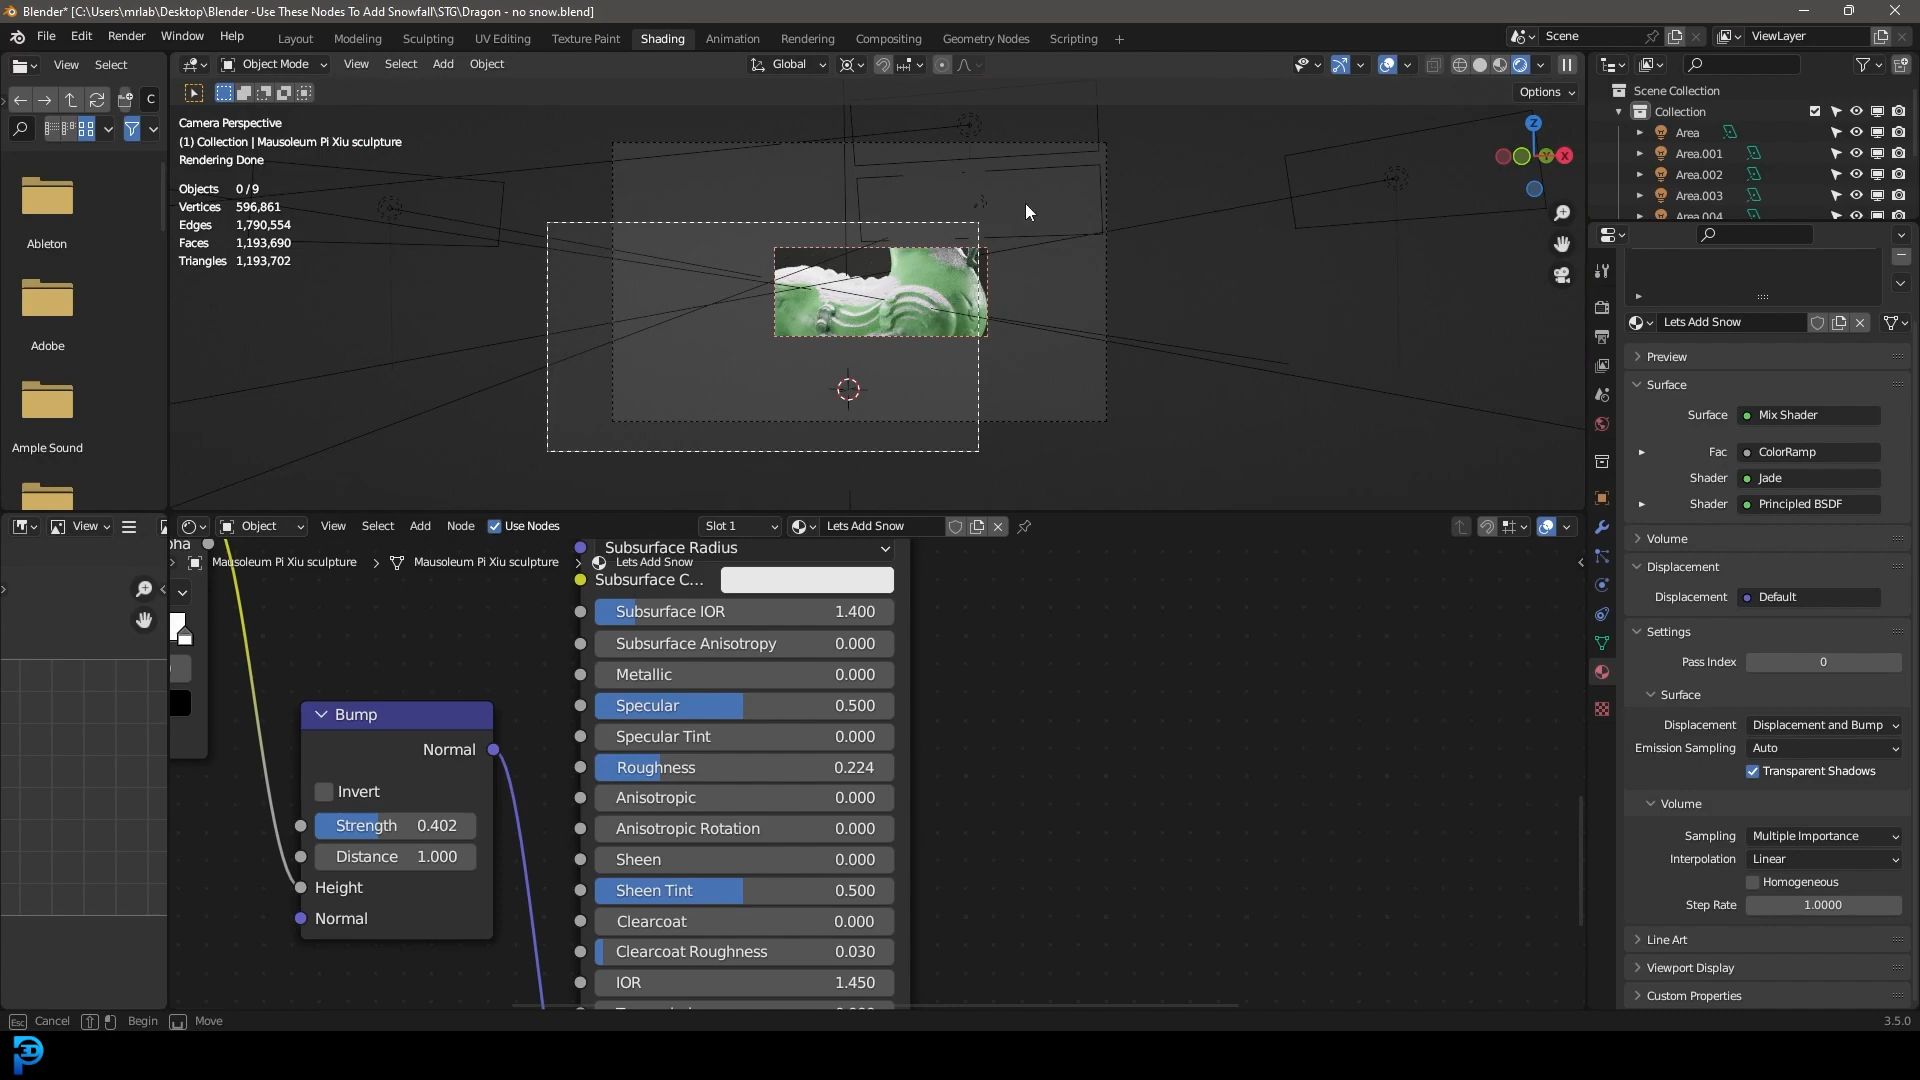 Blender* [C:\Users\mrlab\Desktop\Blender -Use These Nodes To Add Snowfall\STG\Dragon - no snow.blend]
File Edit Render Window Help
Layout Modeling Sculpting UV Editing Texture Paint Shading Animation Rendering Compositing Geometry Nodes Scripting +
Scene
ViewLayer
View Select
Object Mode View Select Add Object
Global
C
Options
Camera Perspective
(1) Collection | Mausoleum Pi Xiu sculpture
Rendering Done
Objects 0/9
Vertices 596,861
Edges 1,790,554
Faces 1,193,690
Triangles 1,193,702
Z
Y
X
Ableton
Adobe
Ample Sound
Scene Collection
Collection
Area
Area.001
Area.002
Area.003
Area.004
Lets Add Snow
Preview
Surface
Surface Mix Shader
Fac ColorRamp
Shader Jade
Shader Principled BSDF
Volume
Displacement
Displacement Default
Settings
Pass Index 0
Surface
Displacement Displacement and Bump
Emission Sampling Auto
Transparent Shadows
Volume
Sampling Multiple Importance
Interpolation Linear
Homogeneous
Step Rate 1.0000
Line Art
Viewport Display
Custom Properties
View
Object View Select Add Node Use Nodes
Slot 1
Lets Add Snow
pha
Mausoleum Pi Xiu sculpture > Mausoleum Pi Xiu sculpture > Lets Add Snow
Subsurface Radius
Subsurface C...
Subsurface IOR 1.400
Subsurface Anisotropy 0.000
Metallic 0.000
Specular 0.500
Specular Tint 0.000
Roughness 0.224
Anisotropic 0.000
Anisotropic Rotation 0.000
Sheen 0.000
Sheen Tint 0.500
Clearcoat 0.000
Clearcoat Roughness 0.030
IOR 1.450
Bump
Normal
Invert
Strength 0.402
Distance 1.000
Height
Normal
Esc Cancel Begin Move
3.5.0